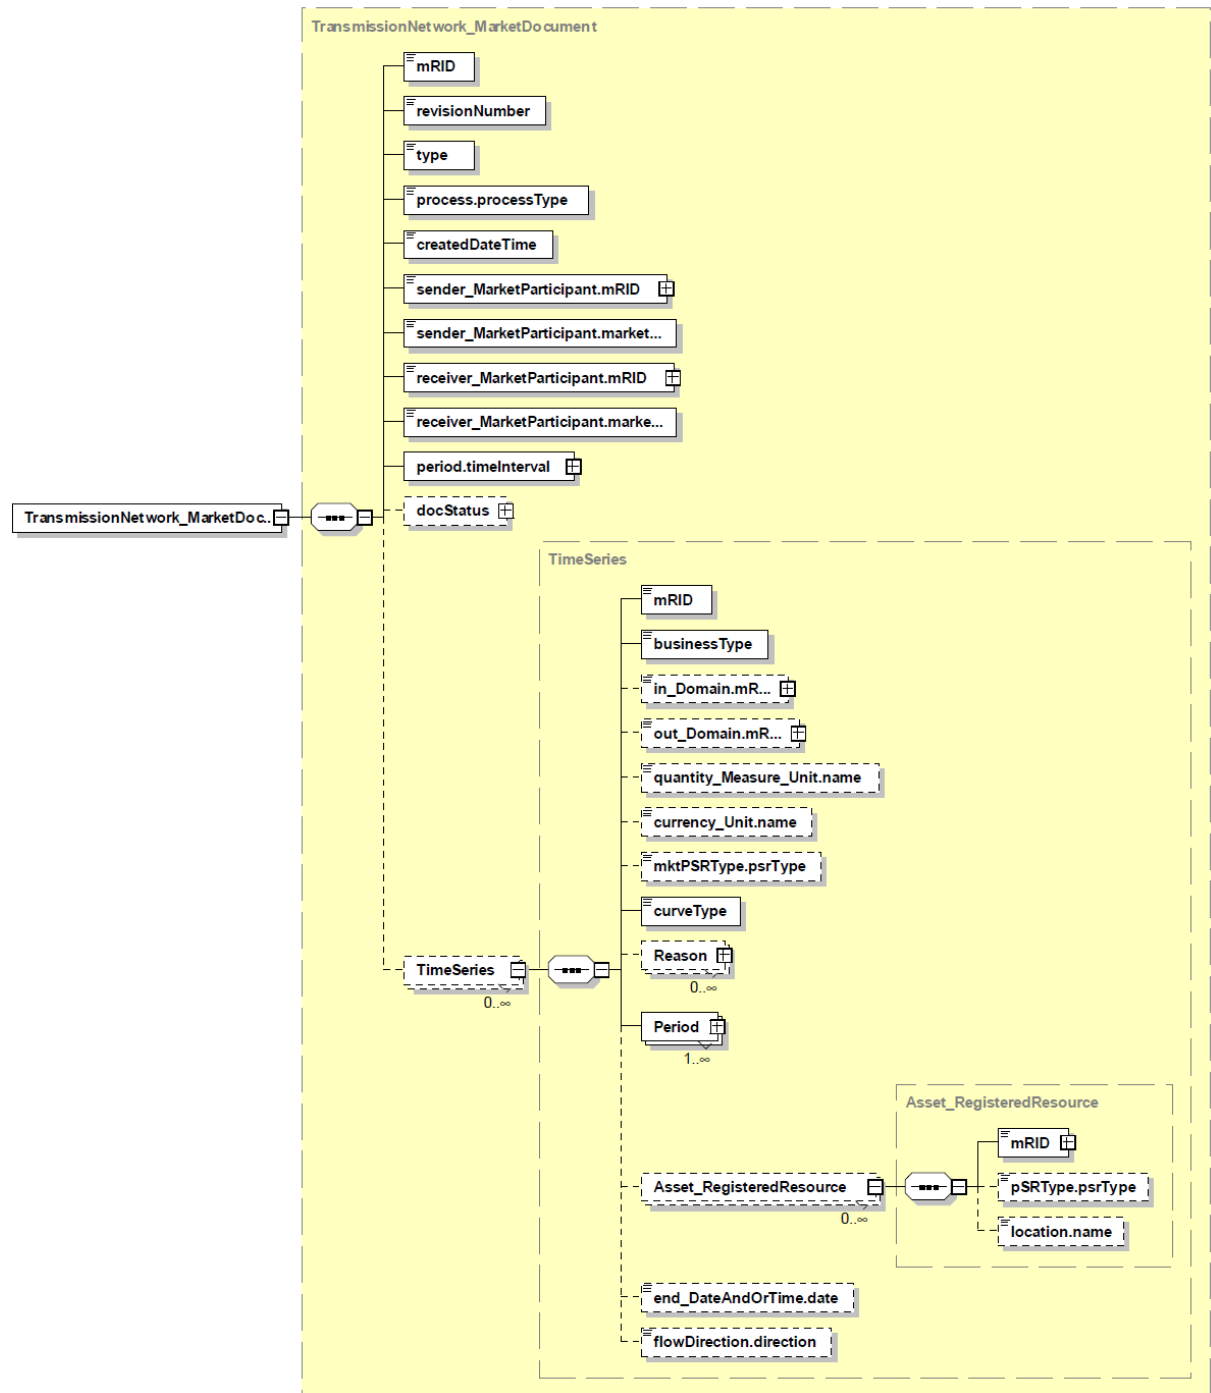 TransmissionNetwork_MarketDocument
mRID
revisionNumber
type
process.processType
createdDateTime
sender_MarketParticipant.mRID
sender_MarketParticipant.market...
receiver_MarketParticipant.mRID
receiver_MarketParticipant.marke...
period.timeInterval
TransmissionNetwork_MarketDoc..
docStatus
TimeSeries
mRID
businessType
in_Domain.mR...
out_Domain.mR...
quantity_Measure_Unit.name
currency_Unit.name
mktPSRType.psrType
curveType
Reason
0..∞
TimeSeries
0..∞
Period
1..∞
Asset_RegisteredResource
mRID
Asset_RegisteredResource
0..∞
pSRType.psrType
location.name
end_DateAndOrTime.date
flowDirection.direction